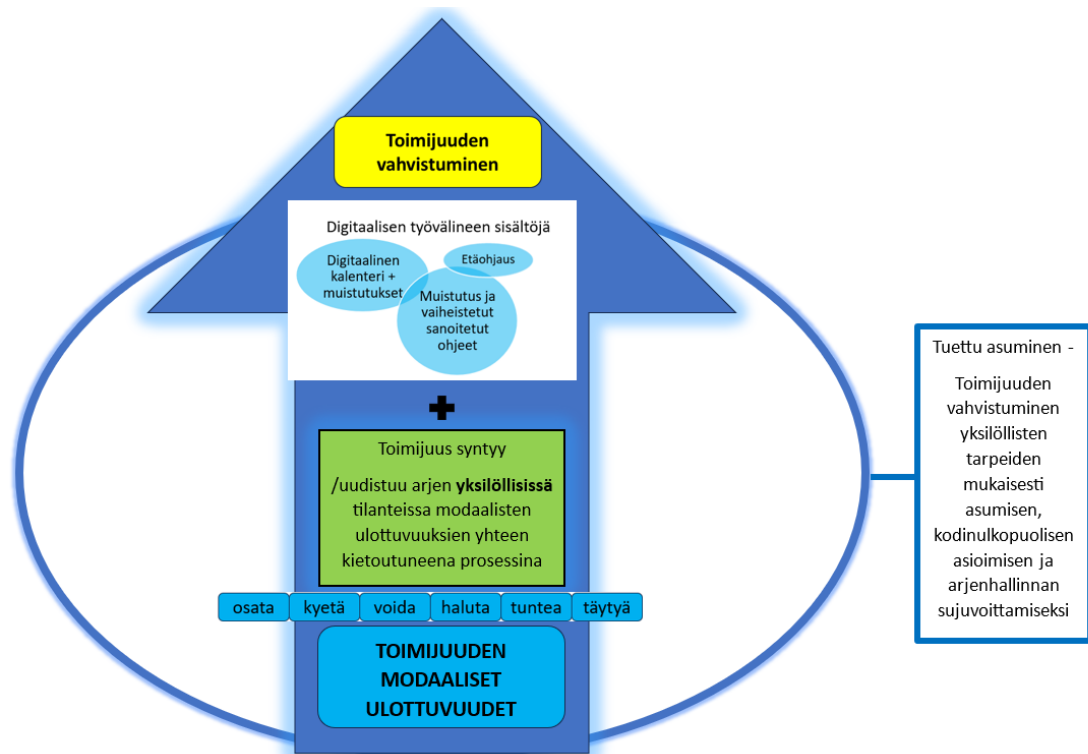 Toimijuuden
vahvistuminen
Digitaalisen työvälineen sisältöjä
Digitaalinen
kalenteri +
muistutukset
Etäohjaus
Muistutus ja
vaiheistetut
sanoitetut
ohjeet
Toimijuus syntyy
/uudistuu arjen yksilöllisissä
tilanteissa modaalisten
ulottuvuuksien yhteen
kietoutuneena prosessina
osata kyetä voida haluta tuntea täytyä
TOIMIJUUDEN
MODAALISET
ULOTTUVUUDET
Tuettu asuminen -
Toimijuuden
vahvistuminen
yksilöllisten
tarpeiden
mukaisesti
asumisen,
kodinulkopuolisen
asioimisen ja
arjenhallinnan
sujuvoittamiseksi